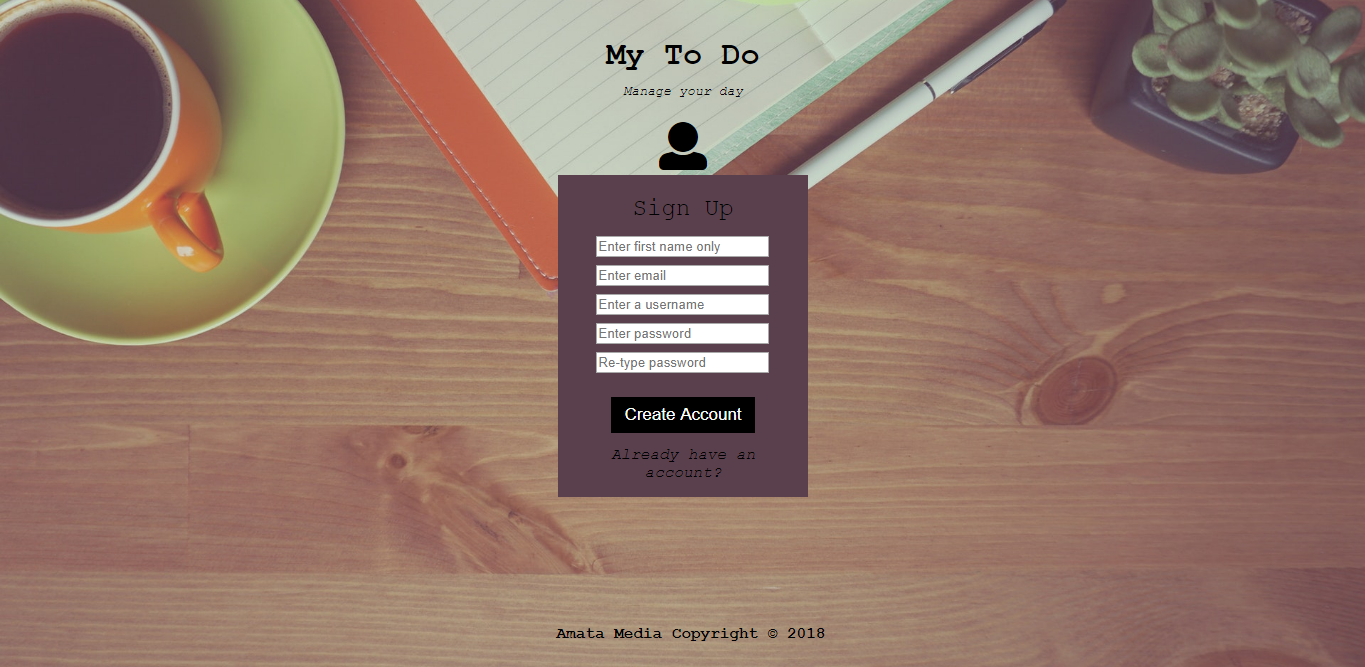 My To Do
Manage your day
Sign Up
Enter first name only
Enter email
Enter a username
Enter password
Re-type password
Create Account
Already have an
account?
Amata Media Copyright © 2018